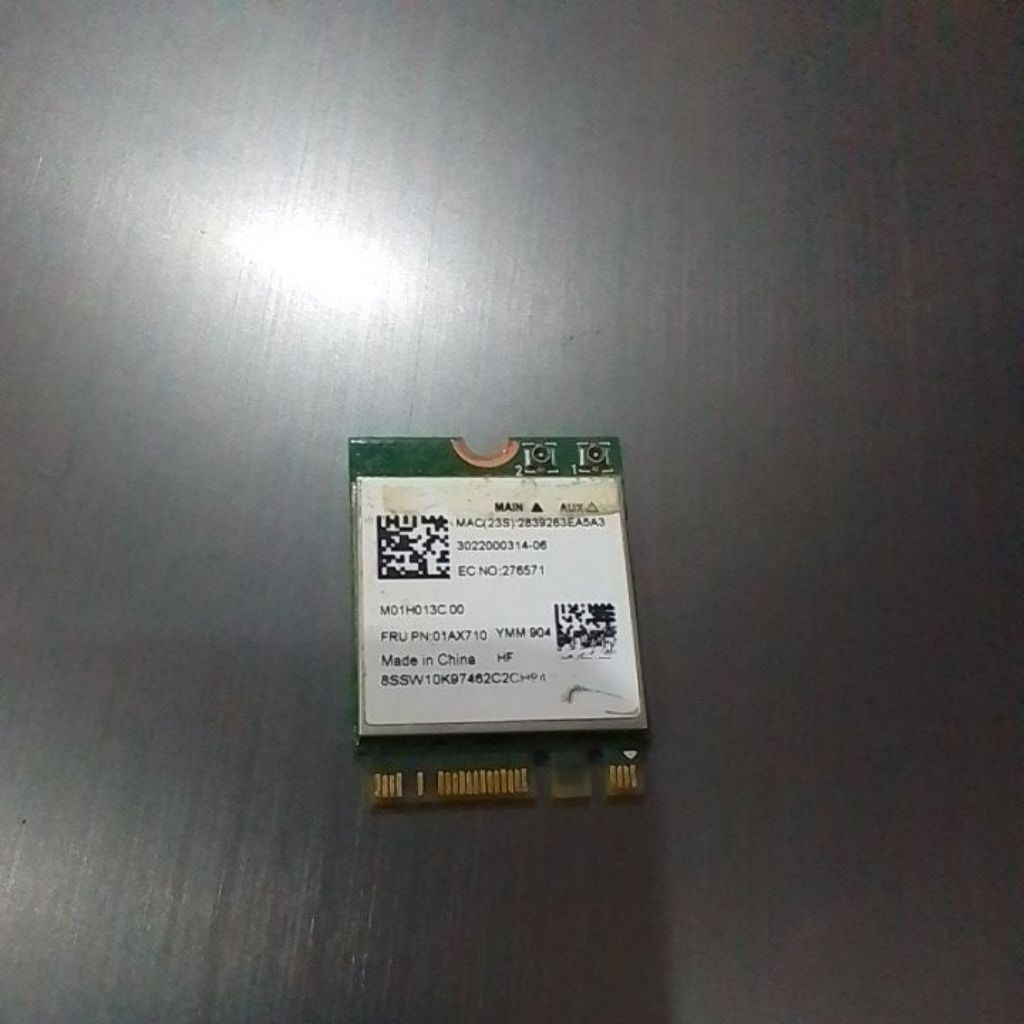 2 1
MAIN ▲ AUX △
MAC(23S):2839263EA5A3
3022000314-06
EC NO:276571
M01H013C.00
FRU PN:01AX710 YMM 904
Made in China HF